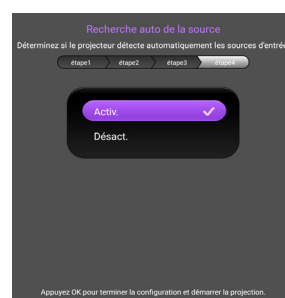 Recherche auto de la source
Déterminez si le projecteur détecte automatiquement les sources d'entrée
étape1 étape2 étape3 étape4
Activ.
Désact.
Appuyez OK pour terminer la configuration et démarrer la projection.